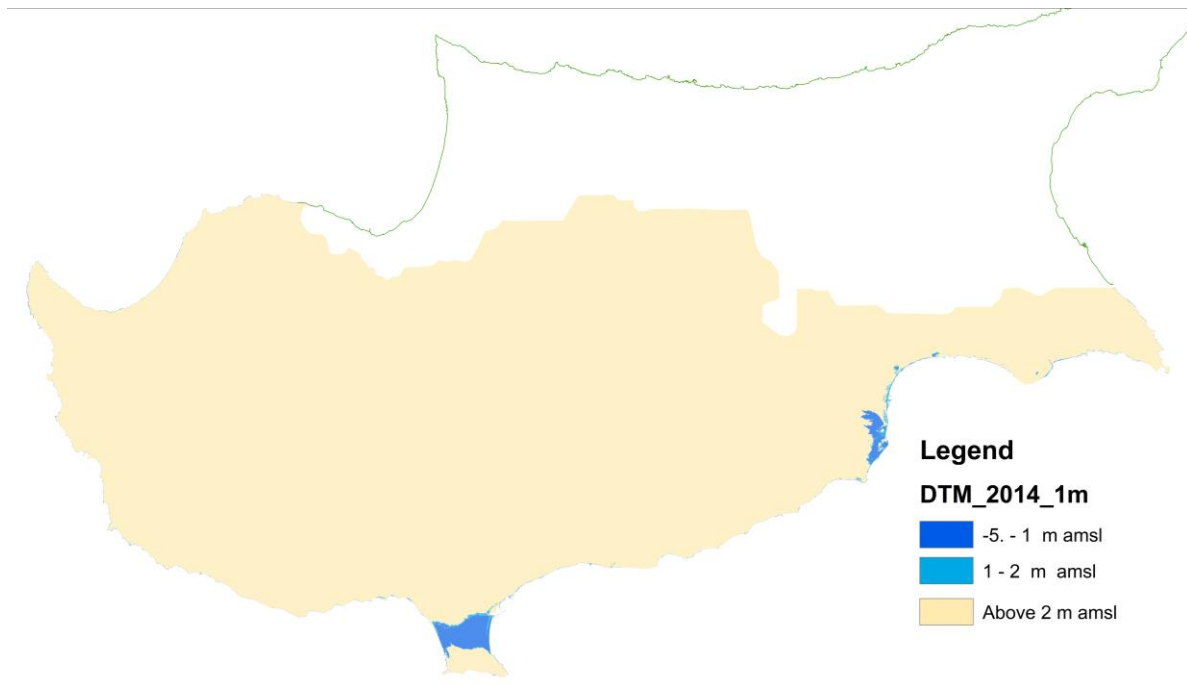 Legend
DTM_2014_1m
-5. - 1 m amsl
1 - 2 m amsl
Above 2 m amsl